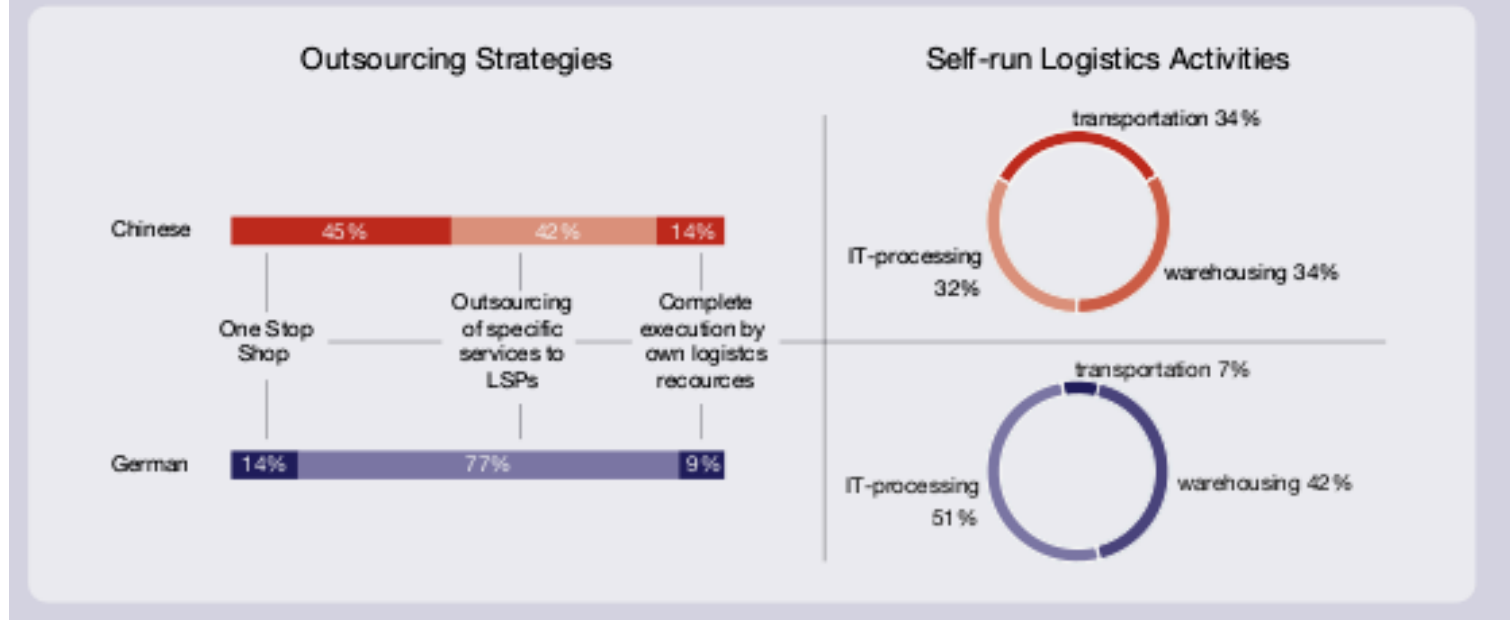 Outsourcing Strategies
Chinese
45%
42%
14%
One Stop
Shop
Outsourcing
of specific
services to
LSPs
Complete
execution by
own logistcs
recources
German
14%
77%
9%
Self-run Logistics Activities
transportation 34%
IT-processing
32%
warehousing 34%
transportation 7%
IT-processing
51%
warehousing 42%